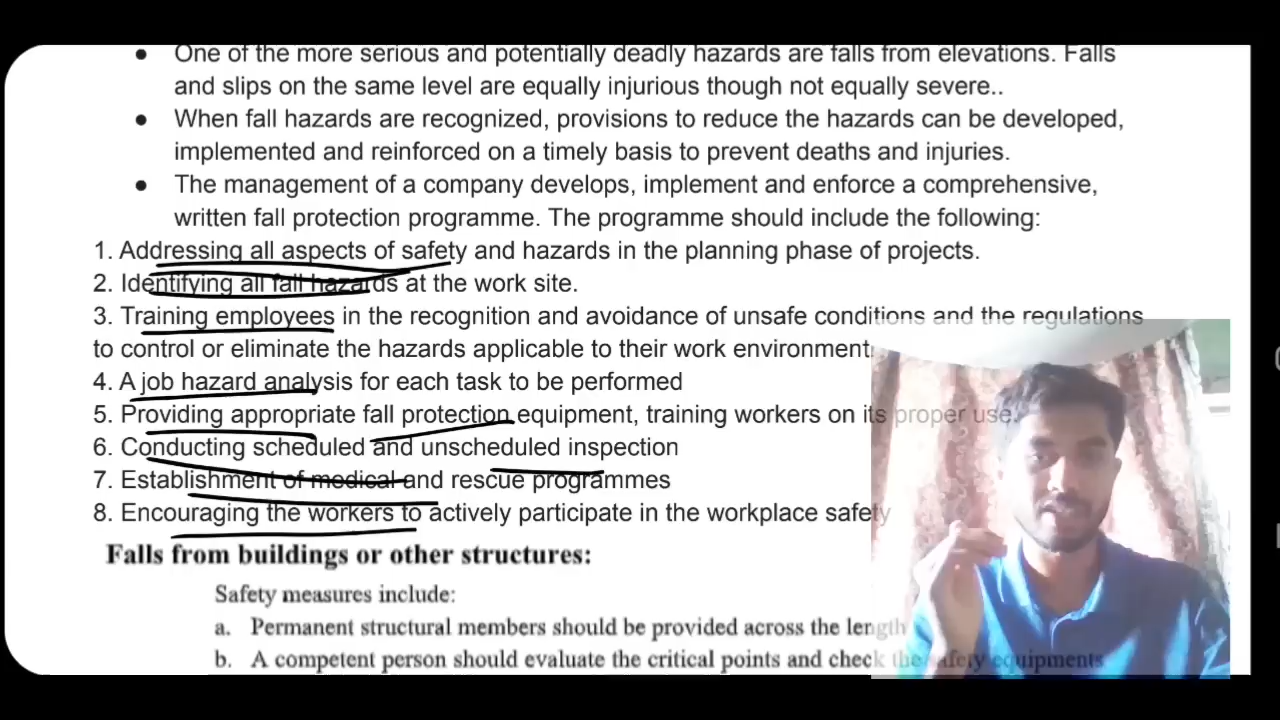 ● One of the more serious and potentially deadly hazards are falls from elevations. Falls
and slips on the same level are equally injurious though not equally severe..
● When fall hazards are recognized, provisions to reduce the hazards can be developed,
implemented and reinforced on a timely basis to prevent deaths and injuries.
● The management of a company develops, implement and enforce a comprehensive,
written fall protection programme. The programme should include the following:
1. Addressing all aspects of safety and hazards in the planning phase of projects.
2. Identifying all fall hazards at the work site.
3. Training employees in the recognition and avoidance of unsafe conditions and the regulations
to control or eliminate the hazards applicable to their work environment.
4. A job hazard analysis for each task to be performed
5. Providing appropriate fall protection equipment, training workers on its proper use.
6. Conducting scheduled and unscheduled inspection
7. Establishment of medical and rescue programmes
8. Encouraging the workers to actively participate in the workplace safety
Falls from buildings or other structures:
Safety measures include:
a. Permanent structural members should be provided across the length
b. A competent person should evaluate the critical points and check the safety equipments